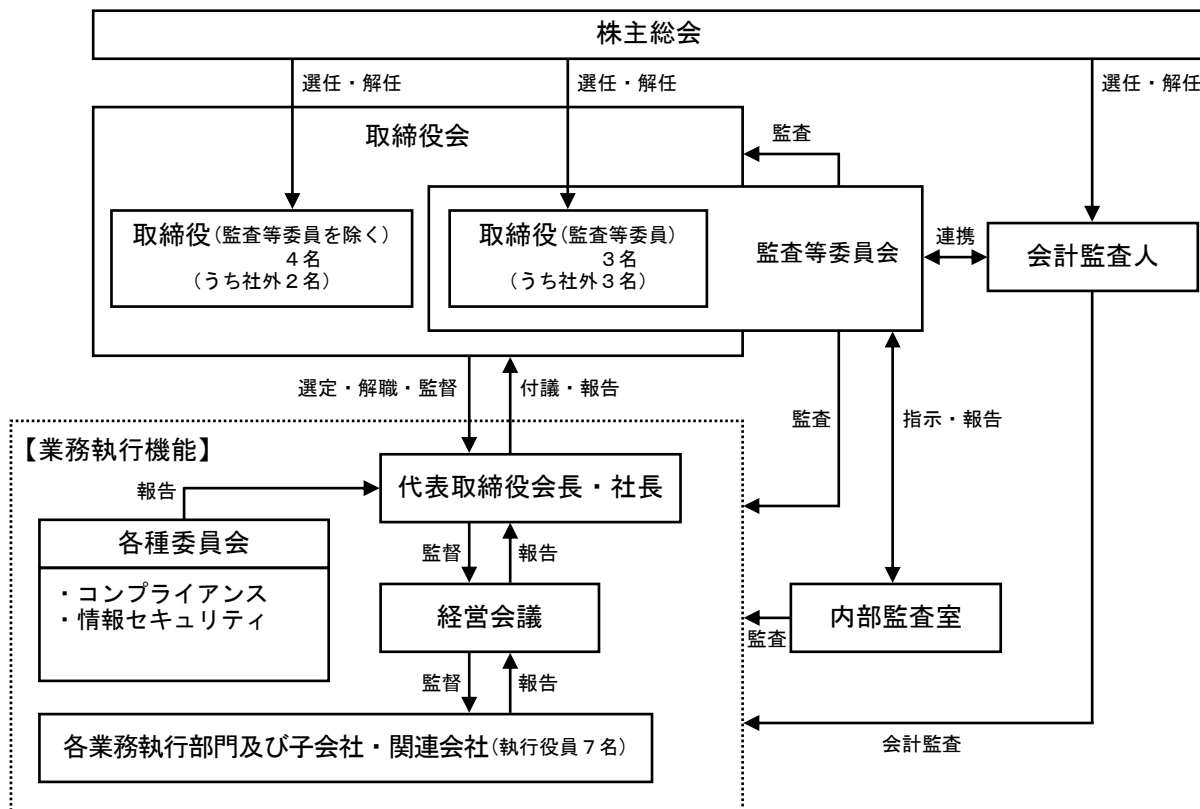 株主総会
選任・解任
選任・解任
選任・解任
取締役会
監査
取締役(監査等委員を除く)
４名
(うち社外２名)
取締役(監査等委員)
３名
(うち社外３名)
監査等委員会
連携
会計監査人
選定・解職・監督
付議・報告
監査
指示・報告
【業務執行機能】
報告
代表取締役会長・社長
各種委員会
・コンプライアンス
・情報セキュリティ
監督
報告
経営会議
監査
内部監査室
監督
報告
各業務執行部門及び子会社・関連会社(執行役員７名)
会計監査